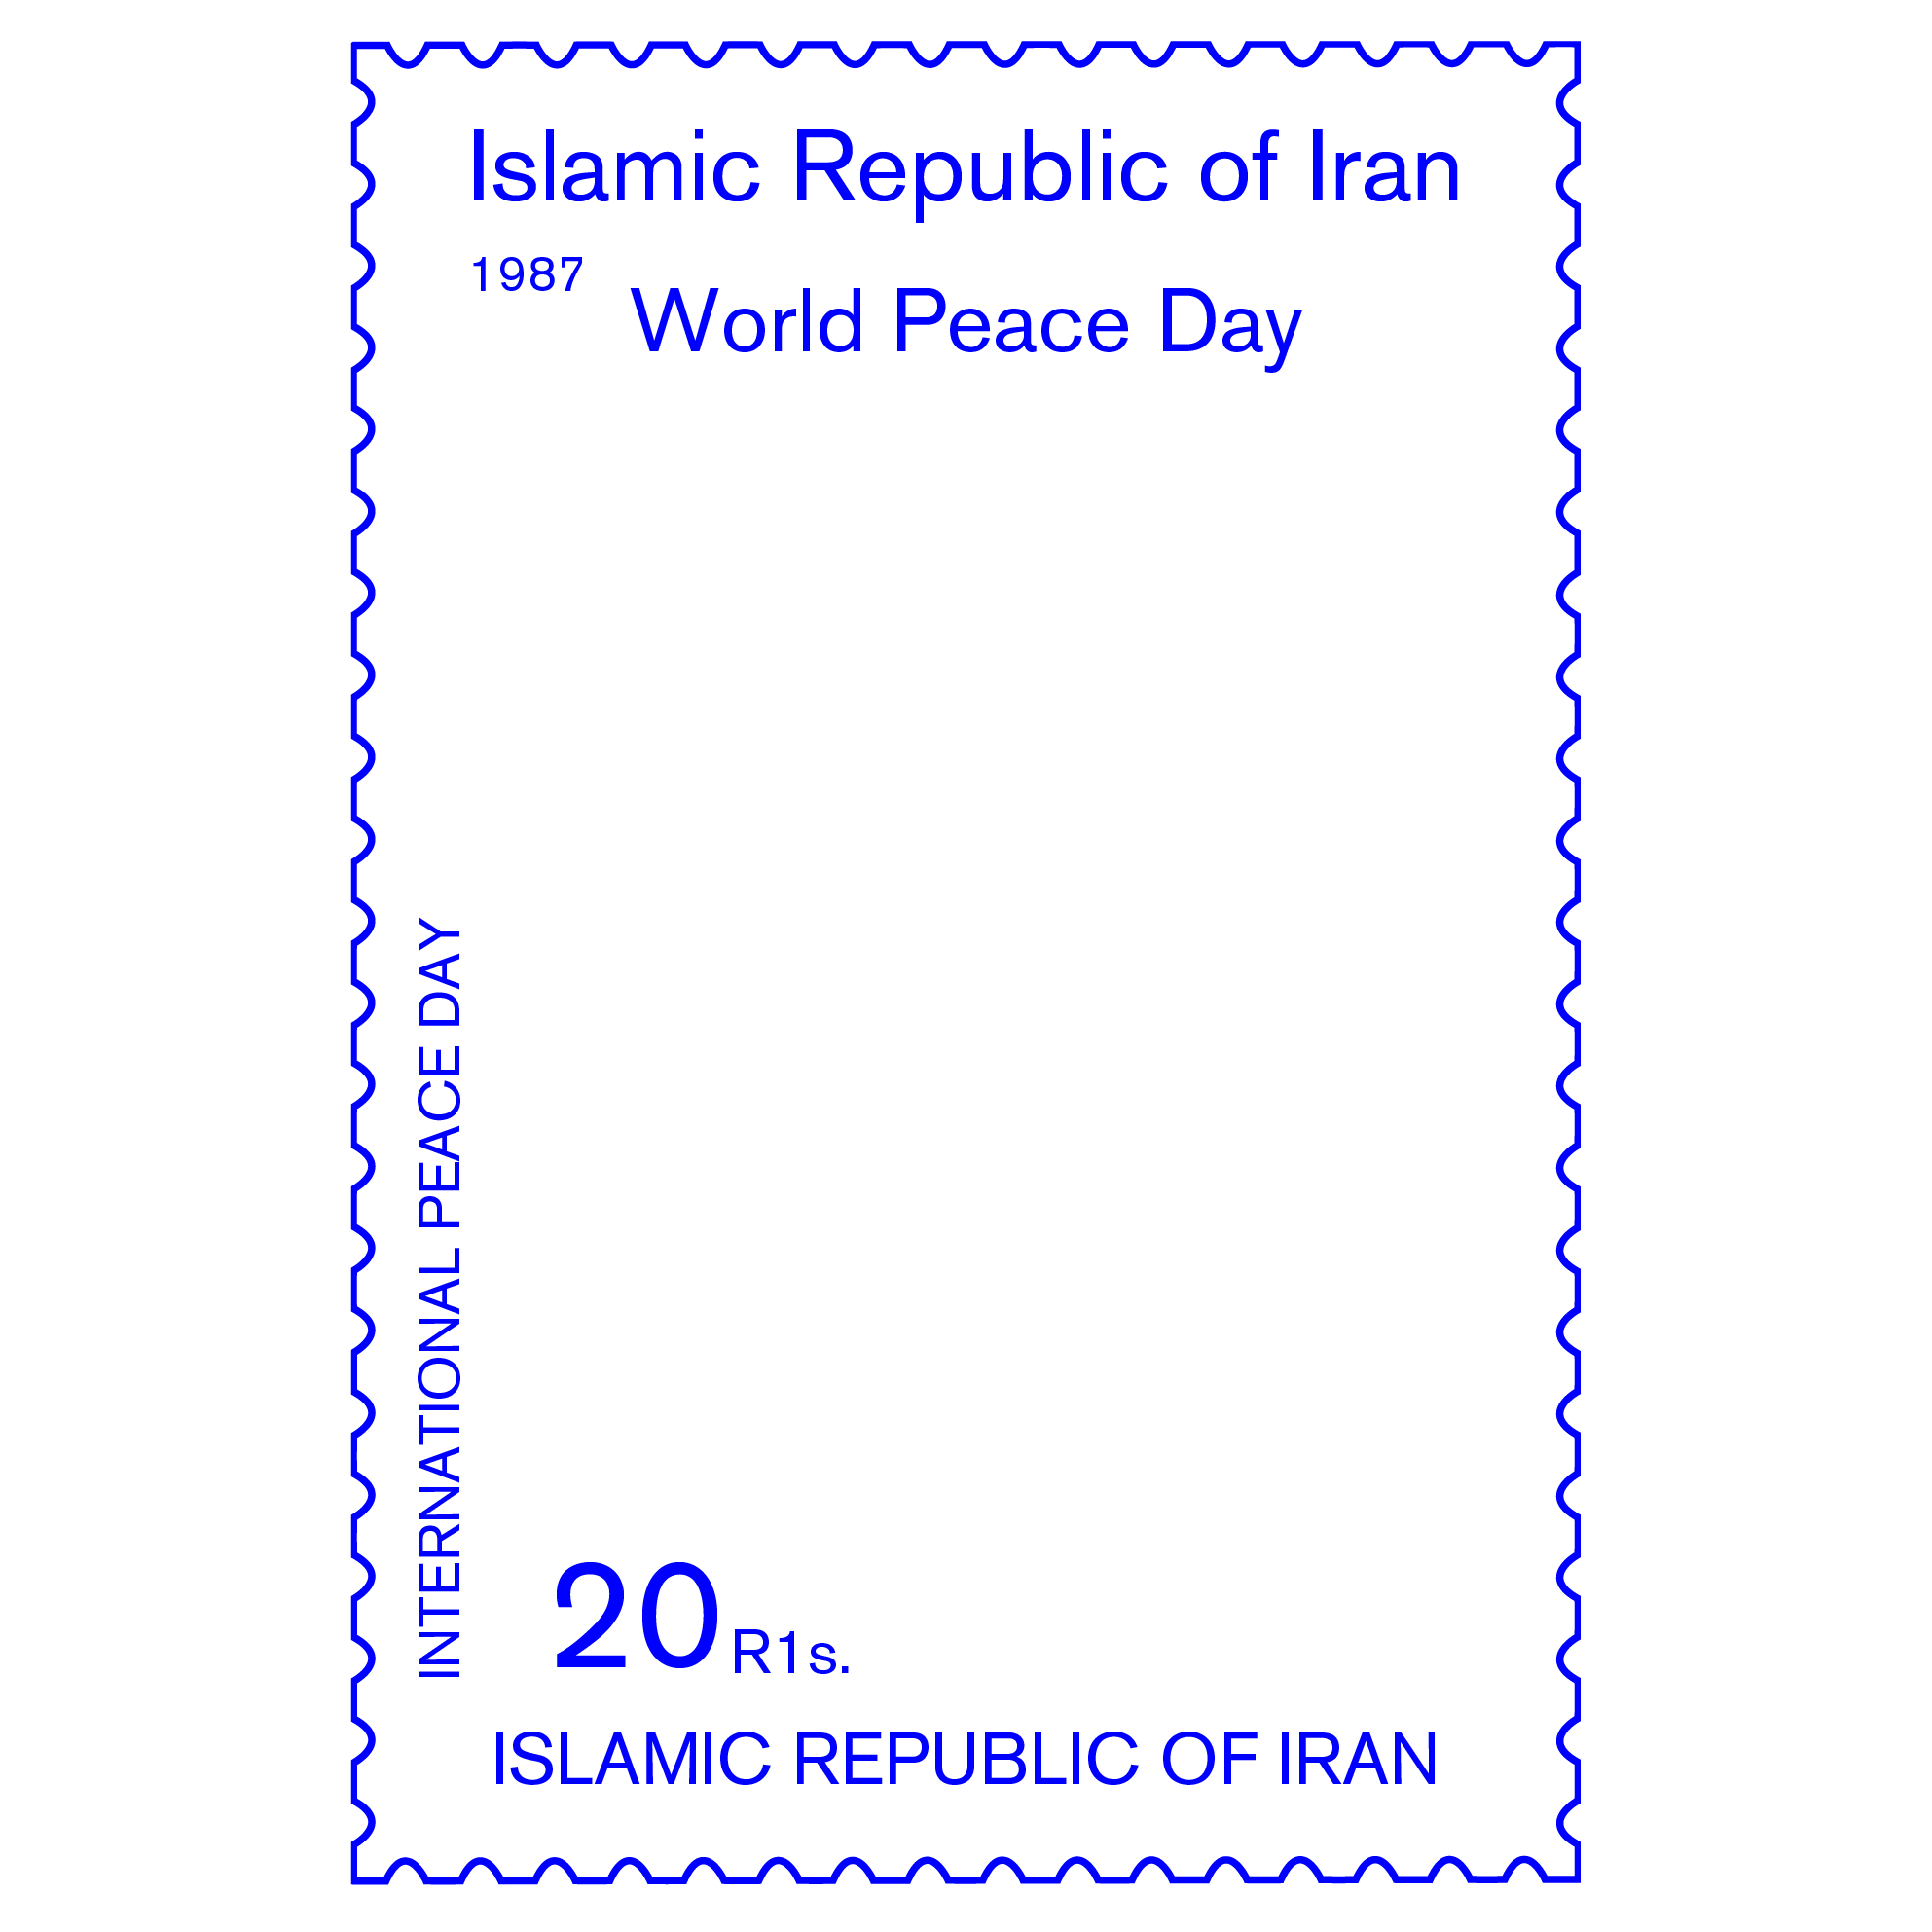 Islamic Republic of Iran
1987
World Peace Day
INTERNATIONAL PEACE DAY
20 R1s.
ISLAMIC REPUBLIC OF IRAN